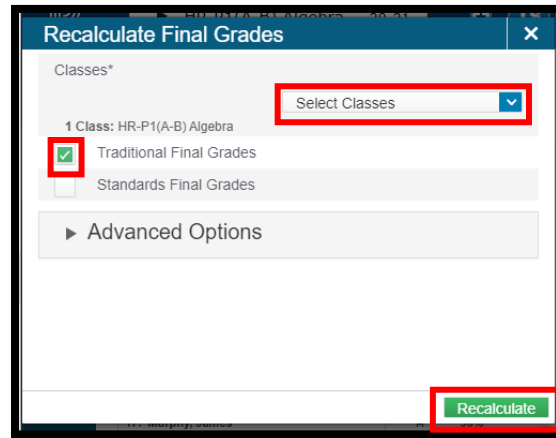 Recalculate Final Grades
Classes*
Select Classes
1 Class: HR-P1(A-B) Algebra
Traditional Final Grades
Standards Final Grades
Advanced Options
Recalculate